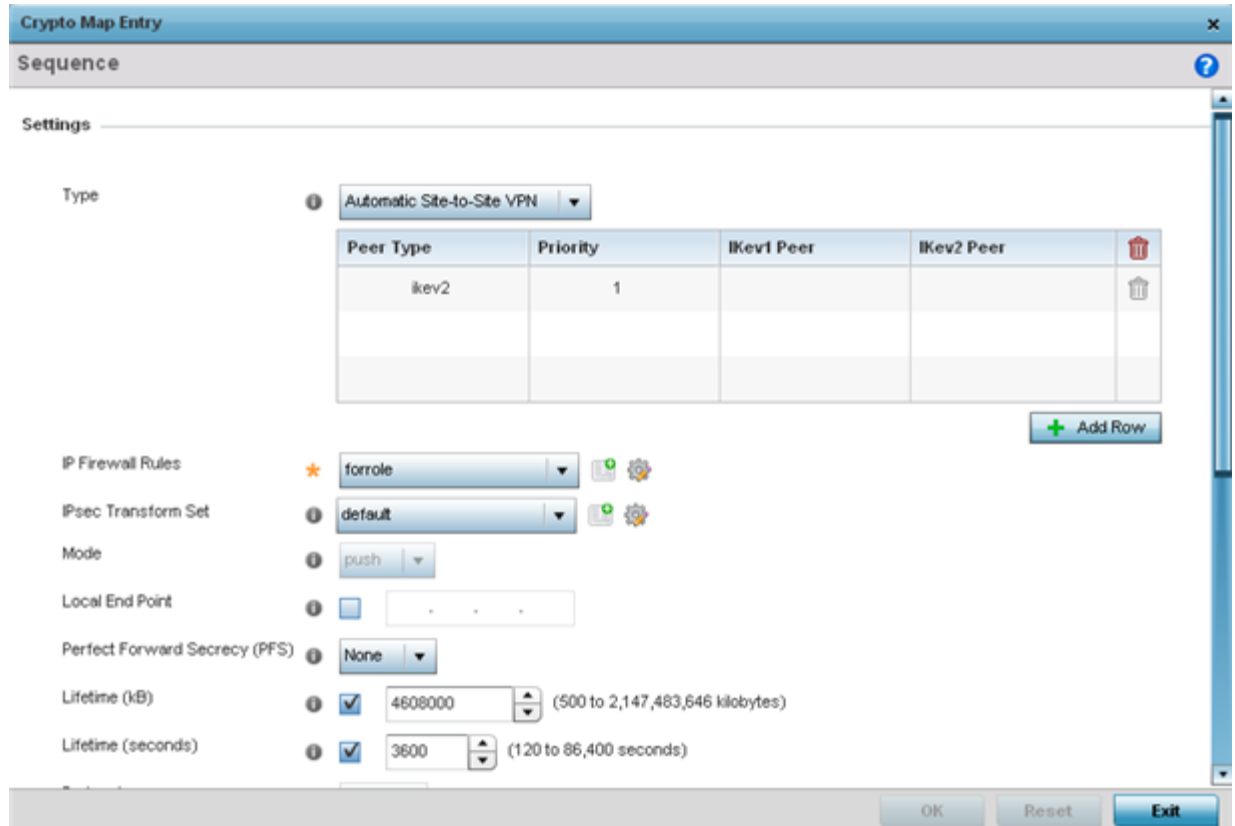 Crypto Map Entry
Sequence
Settings
Type
Automatic Site-to-Site VPN
Peer Type Priority IKev1 Peer IKev2 Peer
ikev2 1
Add Row
IP Firewall Rules
forrole
IPsec Transform Set
default
Mode
push
Local End Point
. . .
Perfect Forward Secrecy (PFS)
None
Lifetime (kB)
4608000 (500 to 2,147,483,646 kilobytes)
Lifetime (seconds)
3600 (120 to 86,400 seconds)
OK Reset Exit